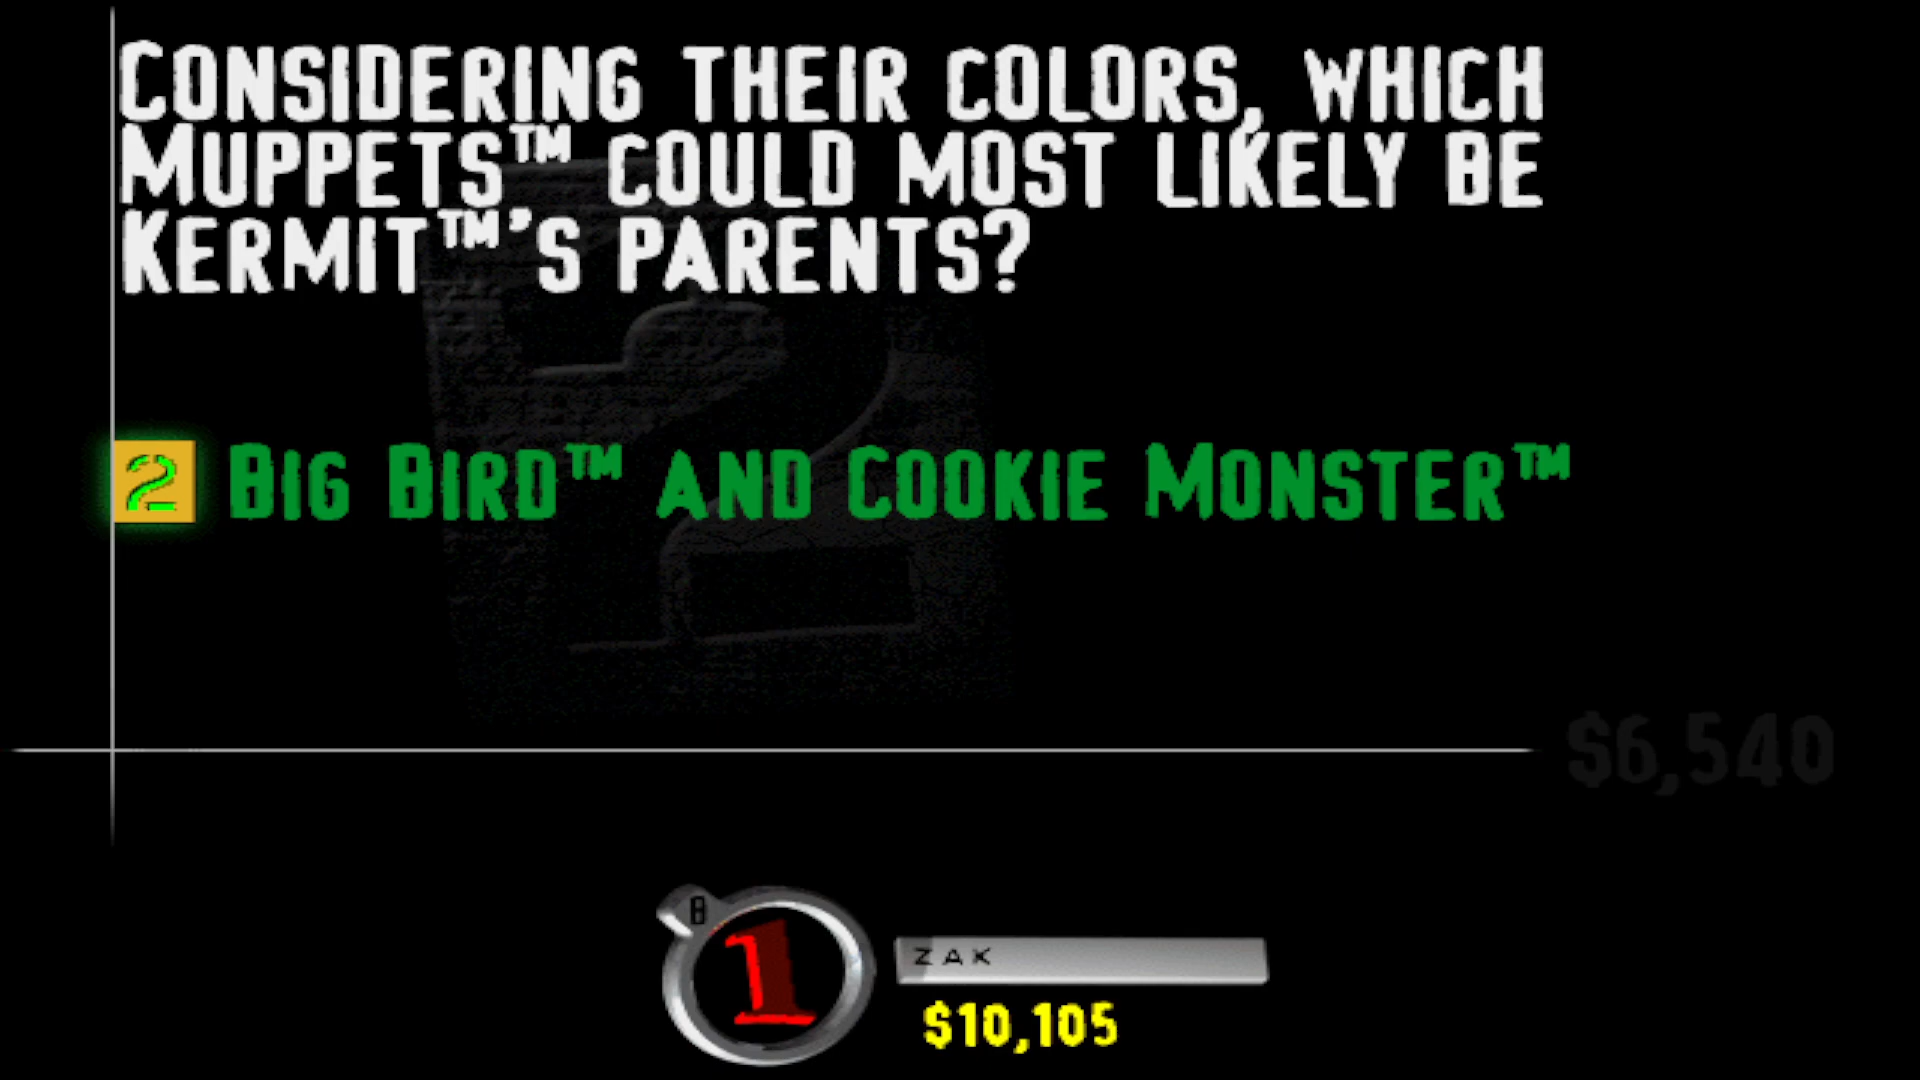 Considering their colors, which
Muppets™ could most likely be
Kermit™'s parents?
2 Big Bird™ and Cookie Monster™
$6,540
B
1
ZAK
$10,105